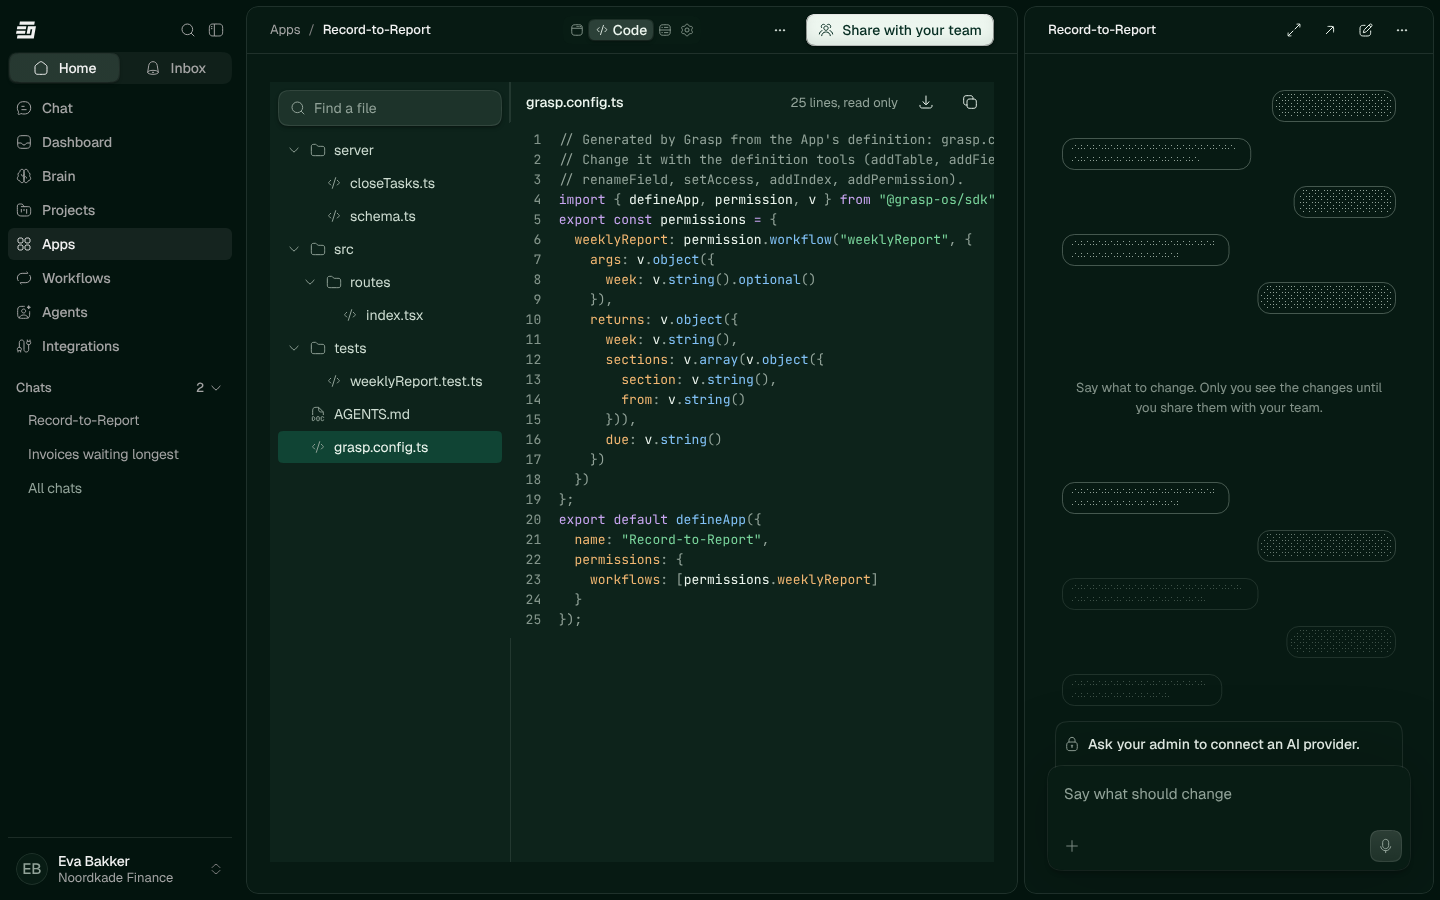 Home
Inbox
Chat
Dashboard
Brain
Projects
Apps
Workflows
Agents
Integrations
Chats 2
Record-to-Report
Invoices waiting longest
All chats
EB
Eva Bakker
Noordkade Finance
Apps / Record-to-Report
Code
Share with your team
Find a file
server
closeTasks.ts
schema.ts
src
routes
index.tsx
tests
weeklyReport.test.ts
AGENTS.md
grasp.config.ts
grasp.config.ts
25 lines, read only
1 // Generated by Grasp from the App's definition: grasp.c
2 // Change it with the definition tools (addTable, addFie
3 // renameField, setAccess, addIndex, addPermission).
4 import { defineApp, permission, v } from "@grasp-os/sdk"
5 export const permissions = {
6 weeklyReport: permission.workflow("weeklyReport", {
7 args: v.object({
8 week: v.string().optional()
9 }),
10 returns: v.object({
11 week: v.string(),
12 sections: v.array(v.object({
13 section: v.string(),
14 from: v.string()
15 })),
16 due: v.string()
17 })
18 })
19 };
20 export default defineApp({
21 name: "Record-to-Report",
22 permissions: {
23 workflows: [permissions.weeklyReport]
24 }
25 });
Record-to-Report
Say what to change. Only you see the changes until
you share them with your team.
Ask your admin to connect an AI provider.
Say what should change